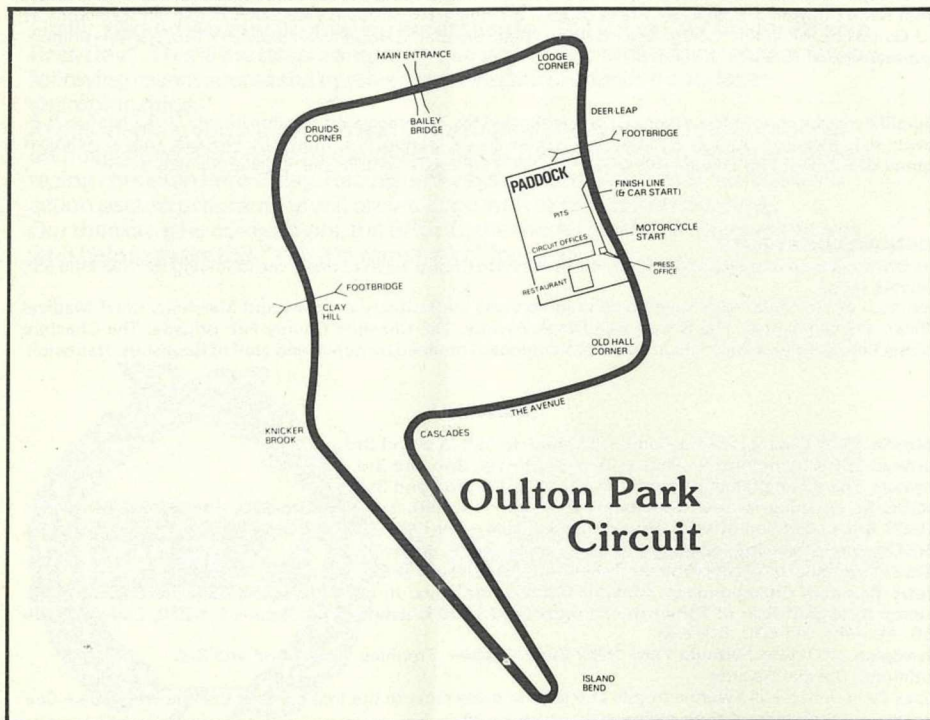 MAIN ENTRANCE
LODGE
CORNER
BAILEY
BRIDGE
DRUIDS
CORNER
DEER LEAP
FOOTBRIDGE
PADDOCK
FINISH LINE
(& CAR START)
PITS
MOTORCYCLE
START
CIRCUIT OFFICES
PRESS
OFFICE
RESTAURANT
FOOTBRIDGE
CLAY
HILL
OLD HALL
CORNER
THE AVENUE
KNICKER
BROOK
CASLADES
Oulton Park
Circuit
ISLAND
BEND